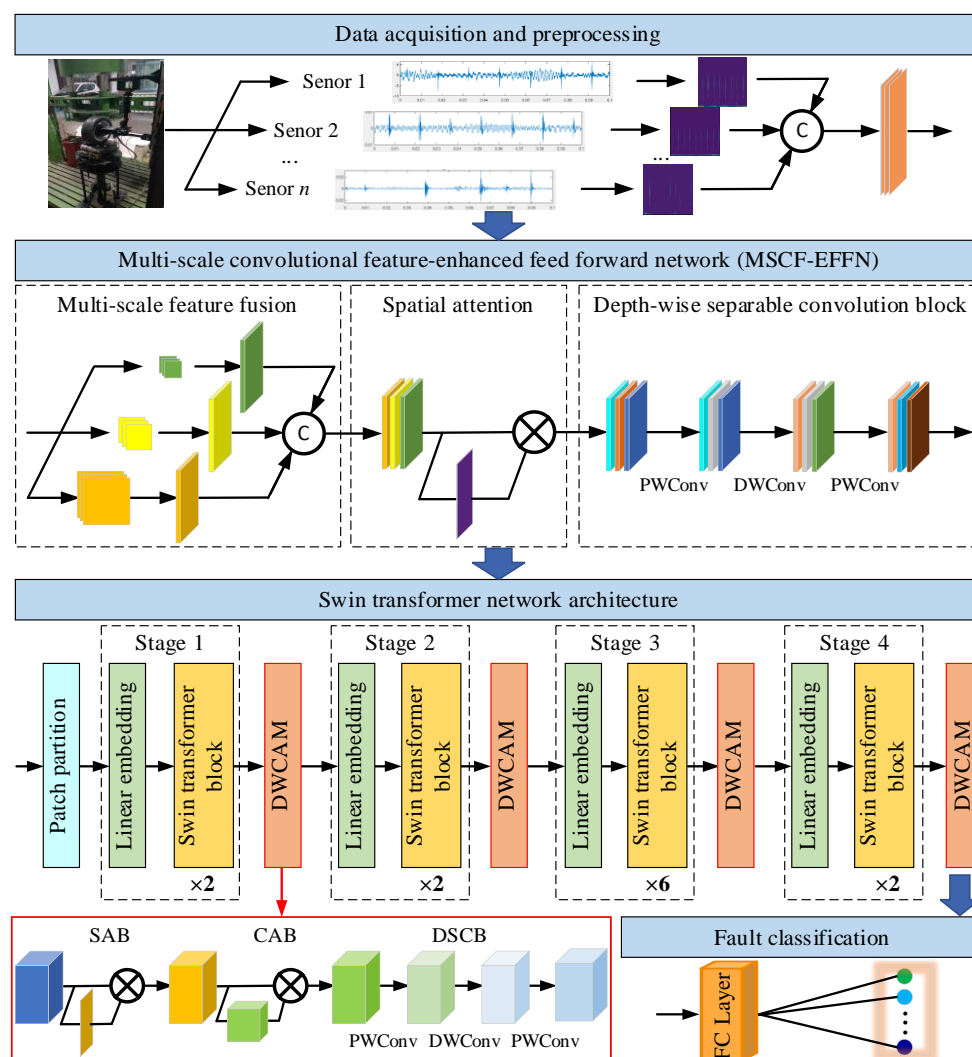 Data acquisition and preprocessing
Senor 1
Senor 2
...
Senor n
...
C
Multi-scale convolutional feature-enhanced feed forward network (MSCF-EFFN)
Multi-scale feature fusion
Spatial attention
Depth-wise separable convolution block
C
PWConv
DWConv
PWConv
Swin transformer network architecture
Stage 1
Stage 2
Stage 3
Stage 4
Patch partition
Linear embedding
Swin transformer
block
DWCAM
Linear embedding
Swin transformer
block
DWCAM
Linear embedding
Swin transformer
block
DWCAM
Linear embedding
Swin transformer
block
DWCAM
×2
×2
×6
×2
SAB
CAB
DSCB
PWConv
DWConv
PWConv
Fault classification
FC Layer